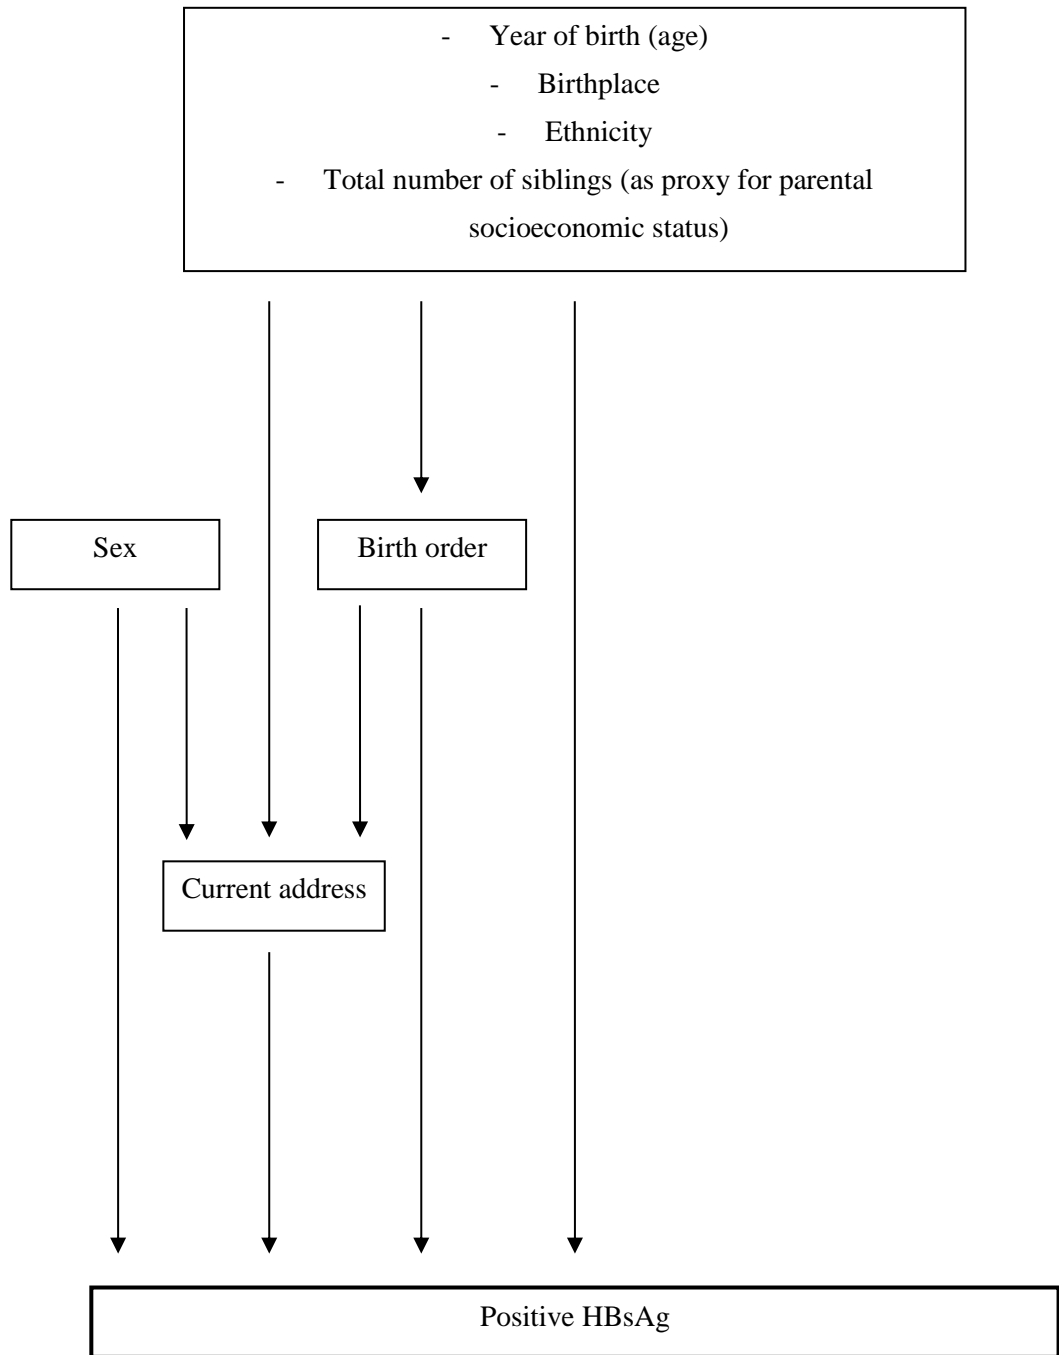 - Year of birth (age)
- Birthplace
- Ethnicity
- Total number of siblings (as proxy for parental
socioeconomic status)
Sex
Birth order
Current address
Positive HBsAg